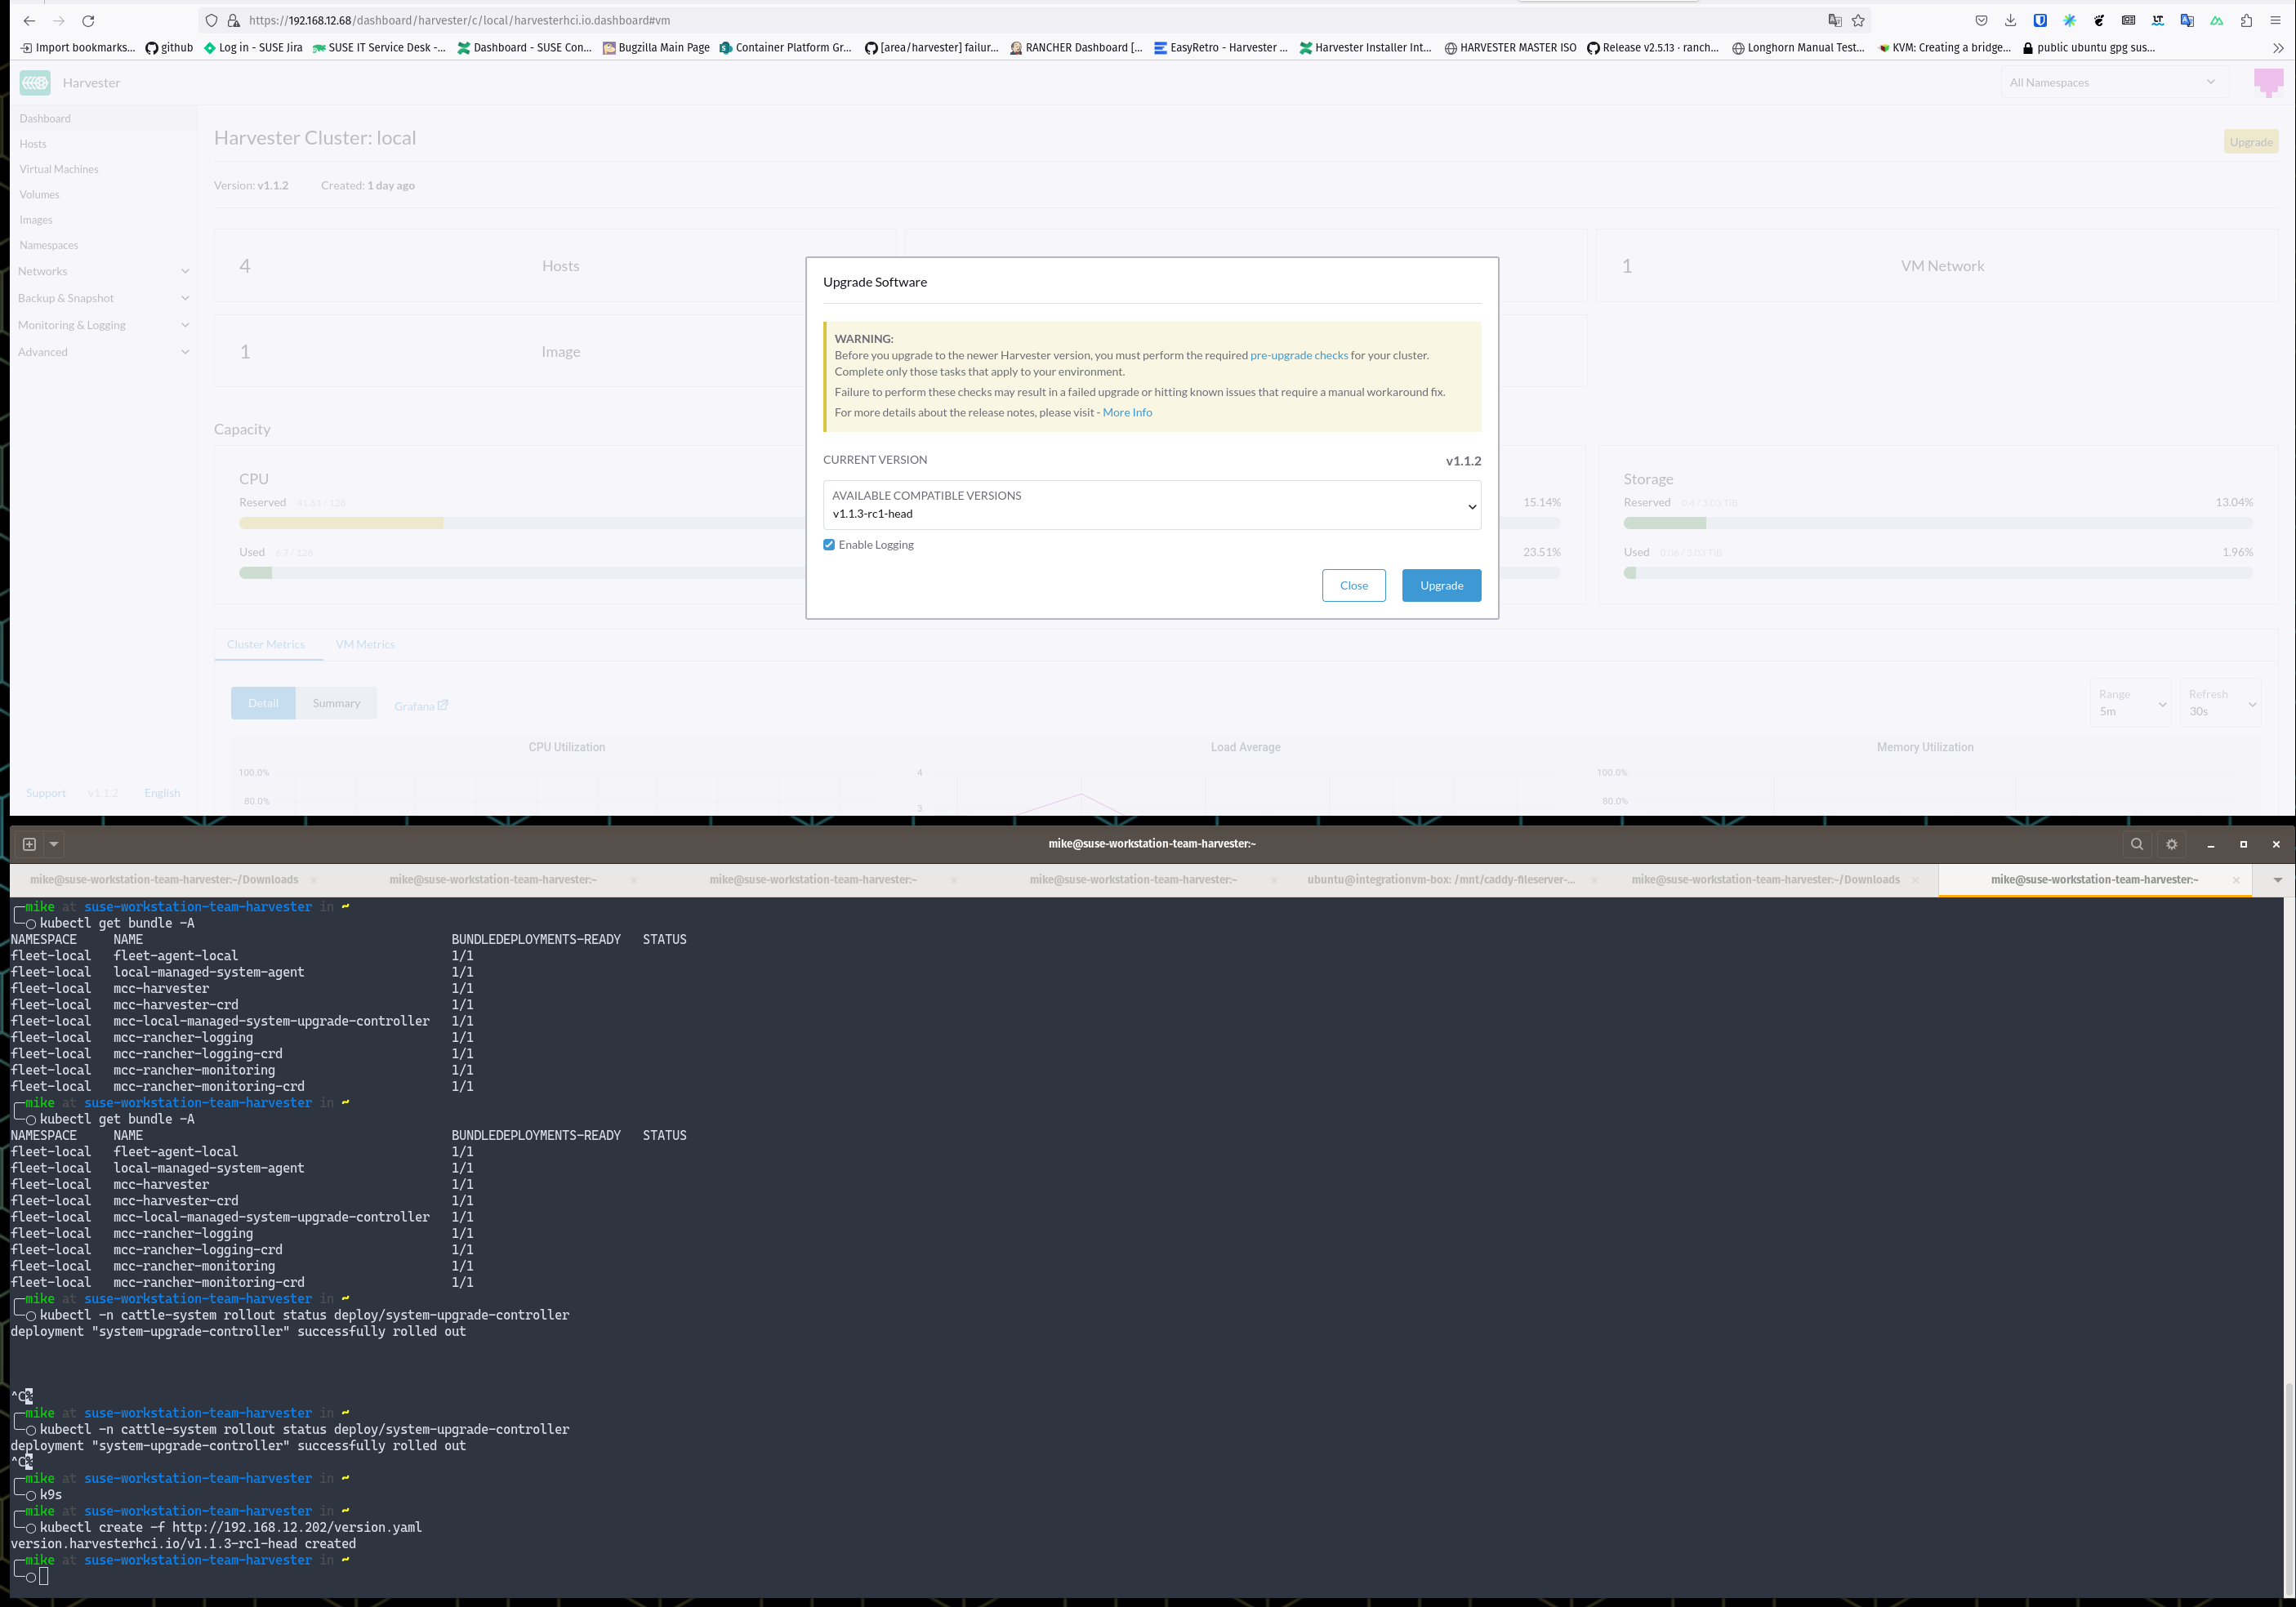 https://192.168.12.68/dashboard/harvester/c/local/harvesterhci.io.dashboard#vm
Import bookmarks... github Log in - SUSE Jira SUSE IT Service Desk -... Dashboard - SUSE Con... Bugzilla Main Page Container Platform Gr... [area/harvester] failur... RANCHER Dashboard [... EasyRetro - Harvester ... Harvester Installer Int... HARVESTER MASTER ISO Release v2.5.13 · ranch... Longhorn Manual Test... KVM: Creating a bridge... public ubuntu gpg sus...
Harvester All Namespaces
Dashboard
Hosts
Virtual Machines
Volumes
Images
Namespaces
Networks
Backup & Snapshot
Monitoring & Logging
Advanced
Support v1.1.2 English
Harvester Cluster: local Upgrade
Version: v1.1.2 Created: 1 day ago
4 Hosts
1 VM Network
1 Image
Upgrade Software
WARNING:
Before you upgrade to the newer Harvester version, you must perform the required pre-upgrade checks for your cluster.
Complete only those tasks that apply to your environment.
Failure to perform these checks may result in a failed upgrade or hitting known issues that require a manual workaround fix.
For more details about the release notes, please visit - More Info
CURRENT VERSION v1.1.2
AVAILABLE COMPATIBLE VERSIONS
v1.1.3-rc1-head
Enable Logging
Close Upgrade
Capacity
CPU
Reserved 41.61 / 128
Used 6.7 / 128
15.14%
23.51%
Storage
Reserved 0.4 / 3.03 TiB 13.04%
Used 0.06 / 3.03 TiB 1.96%
Cluster Metrics VM Metrics
Detail Summary Grafana
Range
5m
Refresh
30s
CPU Utilization Load Average Memory Utilization
100.0% 4 100.0%
80.0% 3 80.0%
mike@suse-workstation-team-harvester:~
mike@suse-workstation-team-harvester:~/Downloads mike@suse-workstation-team-harvester:~ mike@suse-workstation-team-harvester:~ mike@suse-workstation-team-harvester:~ ubuntu@integrationvm-box: /mnt/caddy-fileserver-... mike@suse-workstation-team-harvester:~/Downloads mike@suse-workstation-team-harvester:~
mike at suse-workstation-team-harvester in ~
kubectl get bundle -A
NAMESPACE NAME BUNDLEDEPLOYMENTS-READY STATUS
fleet-local fleet-agent-local 1/1
fleet-local local-managed-system-agent 1/1
fleet-local mcc-harvester 1/1
fleet-local mcc-harvester-crd 1/1
fleet-local mcc-local-managed-system-upgrade-controller 1/1
fleet-local mcc-rancher-logging 1/1
fleet-local mcc-rancher-logging-crd 1/1
fleet-local mcc-rancher-monitoring 1/1
fleet-local mcc-rancher-monitoring-crd 1/1
mike at suse-workstation-team-harvester in ~
kubectl get bundle -A
NAMESPACE NAME BUNDLEDEPLOYMENTS-READY STATUS
fleet-local fleet-agent-local 1/1
fleet-local local-managed-system-agent 1/1
fleet-local mcc-harvester 1/1
fleet-local mcc-harvester-crd 1/1
fleet-local mcc-local-managed-system-upgrade-controller 1/1
fleet-local mcc-rancher-logging 1/1
fleet-local mcc-rancher-logging-crd 1/1
fleet-local mcc-rancher-monitoring 1/1
fleet-local mcc-rancher-monitoring-crd 1/1
mike at suse-workstation-team-harvester in ~
kubectl -n cattle-system rollout status deploy/system-upgrade-controller
deployment "system-upgrade-controller" successfully rolled out
^C%
mike at suse-workstation-team-harvester in ~
kubectl -n cattle-system rollout status deploy/system-upgrade-controller
deployment "system-upgrade-controller" successfully rolled out
^C%
mike at suse-workstation-team-harvester in ~
k9s
mike at suse-workstation-team-harvester in ~
kubectl create -f http://192.168.12.202/version.yaml
version.harvesterhci.io/v1.1.3-rc1-head created
mike at suse-workstation-team-harvester in ~